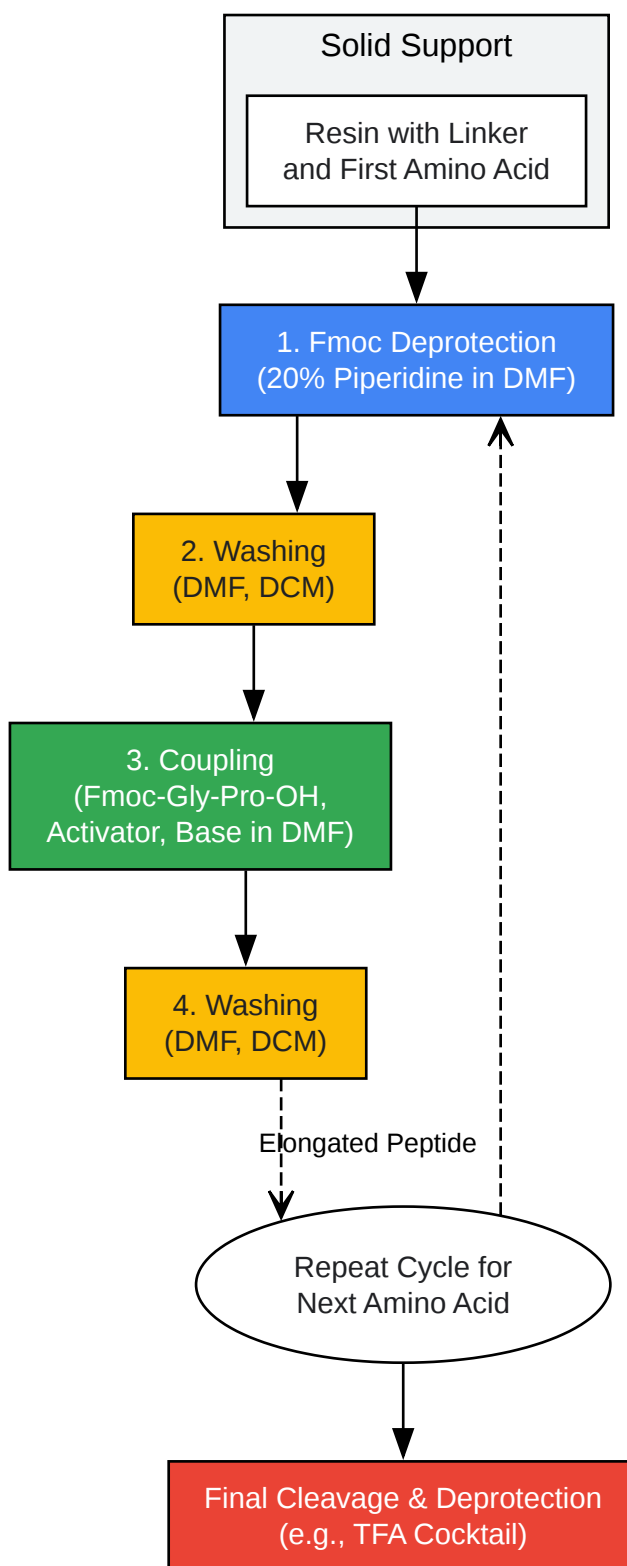 Solid Support
Resin with Linker
and First Amino Acid
1. Fmoc Deprotection
(20% Piperidine in DMF)
2. Washing
(DMF, DCM)
3. Coupling
(Fmoc-Gly-Pro-OH,
Activator, Base in DMF)
4. Washing
(DMF, DCM)
Elongated Peptide
Repeat Cycle for
Next Amino Acid
Final Cleavage & Deprotection
(e.g., TFA Cocktail)